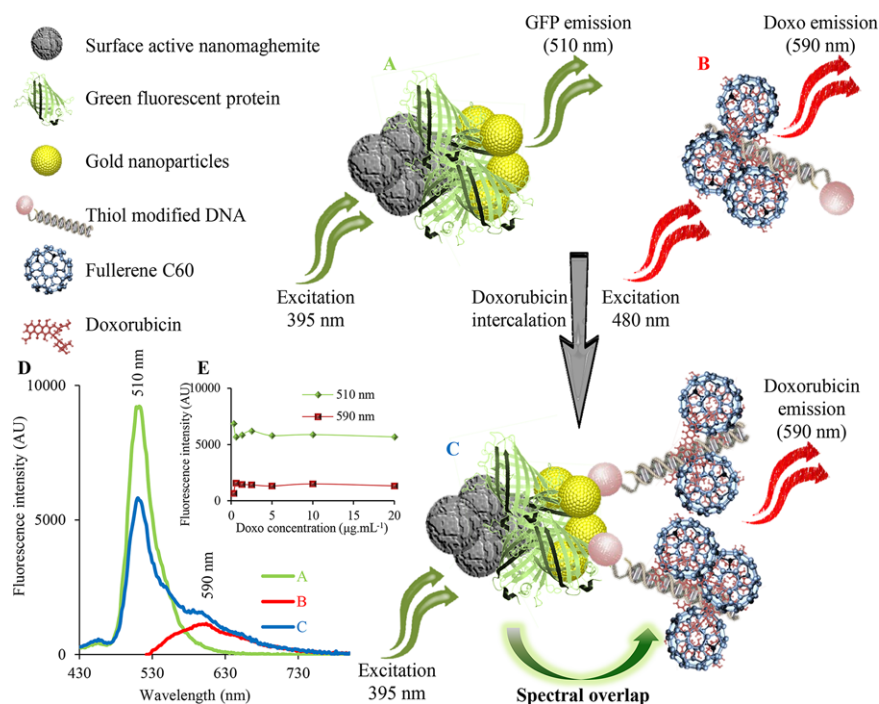 Surface active nanomaghemite
Green fluorescent protein
Gold nanoparticles
Thiol modified DNA
Fullerene C60
Doxorubicin
A
GFP emission
(510 nm)
Excitation
395 nm
B
Doxo emission
(590 nm)
Excitation
480 nm
Doxorubicin
intercalation
C
Doxorubicin
emission
(590 nm)
Excitation
395 nm
Spectral overlap
D
510 nm
590 nm
Fluorescence intensity (AU)
10000
5000
0
430
530
630
730
Wavelength (nm)
A
B
C
E
Fluorescence intensity (AU)
10000
5000
0
510 nm
590 nm
0
5
10
15
20
Doxo concentration (µg.mL⁻¹)